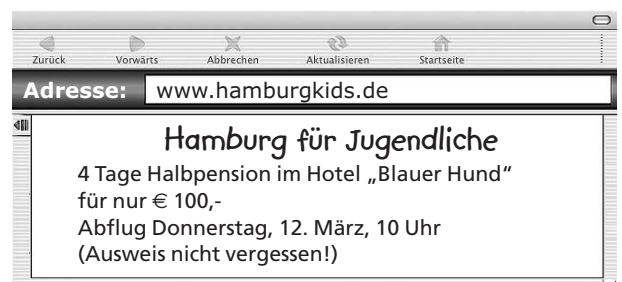 Zurück Vorwärts Abbrechen Aktualisieren Startseite
Adresse: www.hamburgkids.de
Hamburg für Jugendliche
4 Tage Halbpension im Hotel „Blauer Hund“
für nur € 100,-
Abflug Donnerstag, 12. März, 10 Uhr
(Ausweis nicht vergessen!)